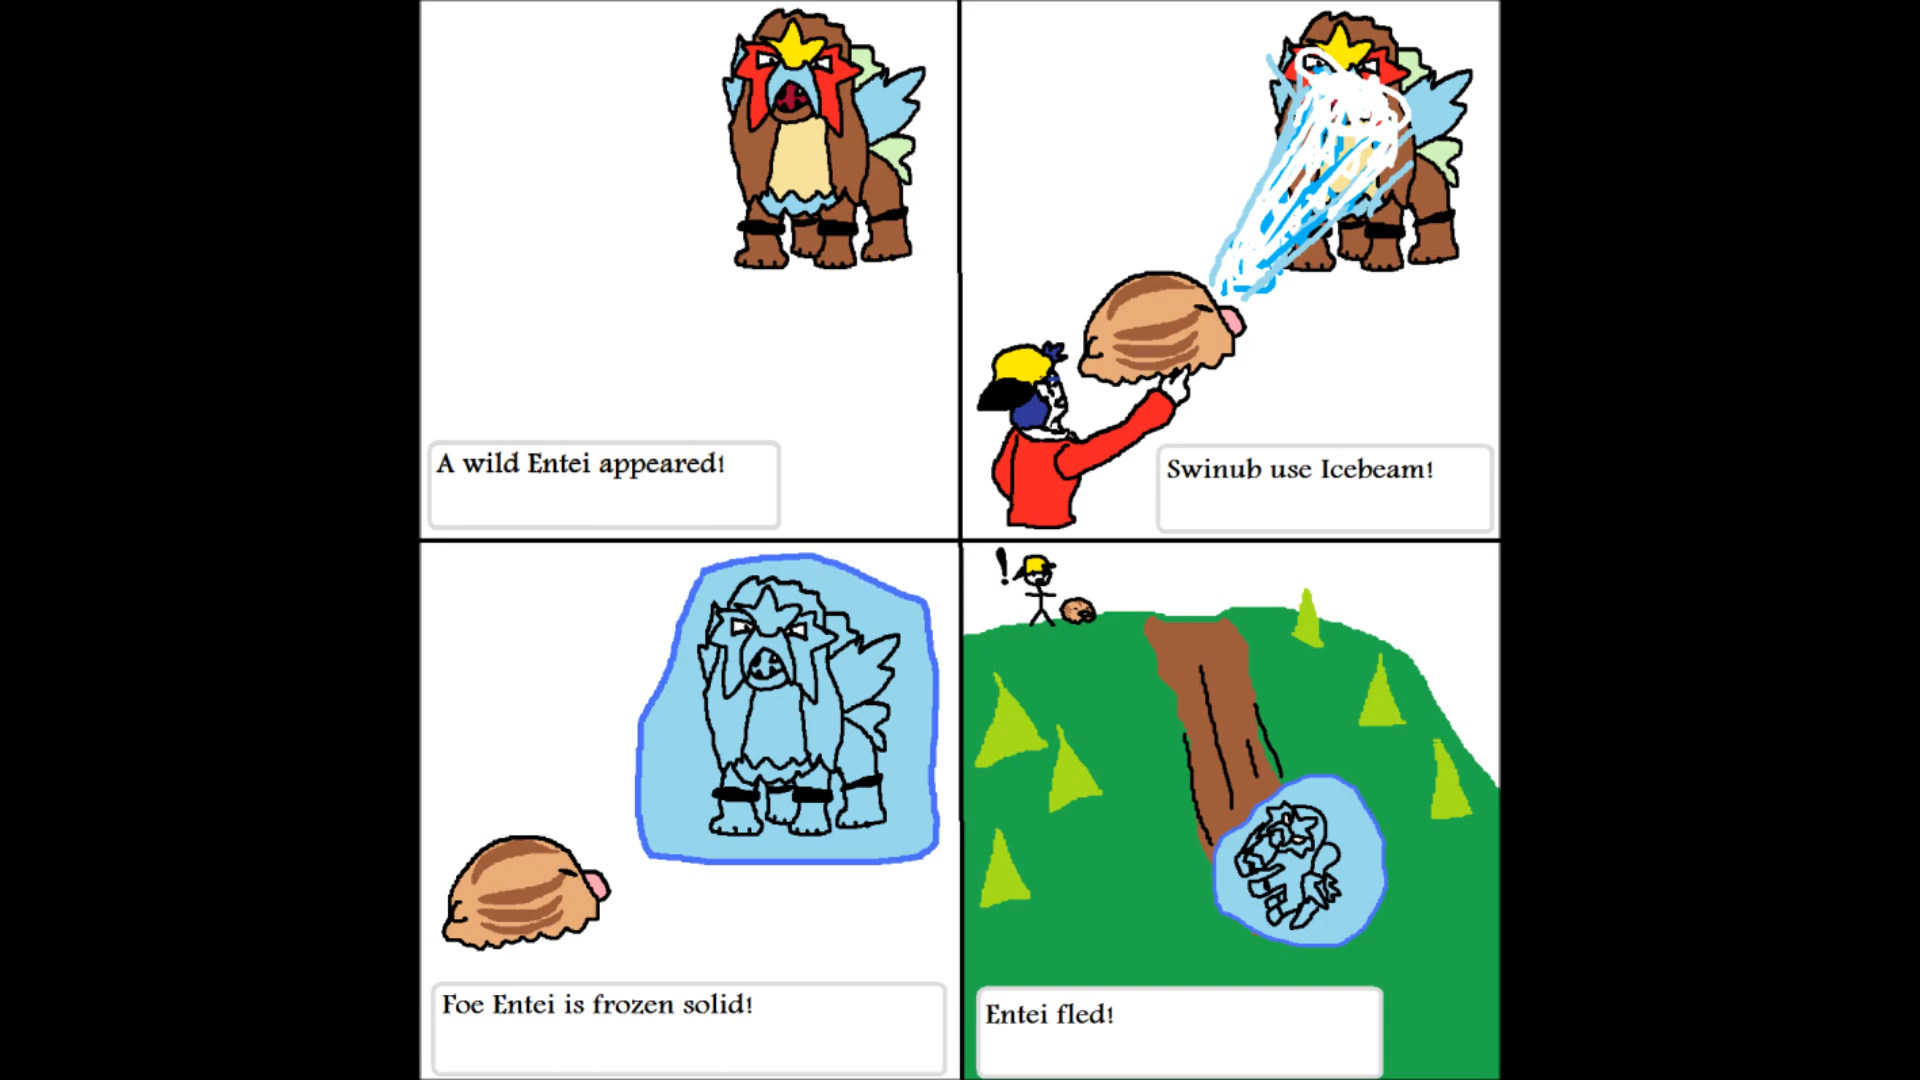 A wild Entei appeared!
Swinub use Icebeam!
Foe Entei is frozen solid!
!
Entei fled!